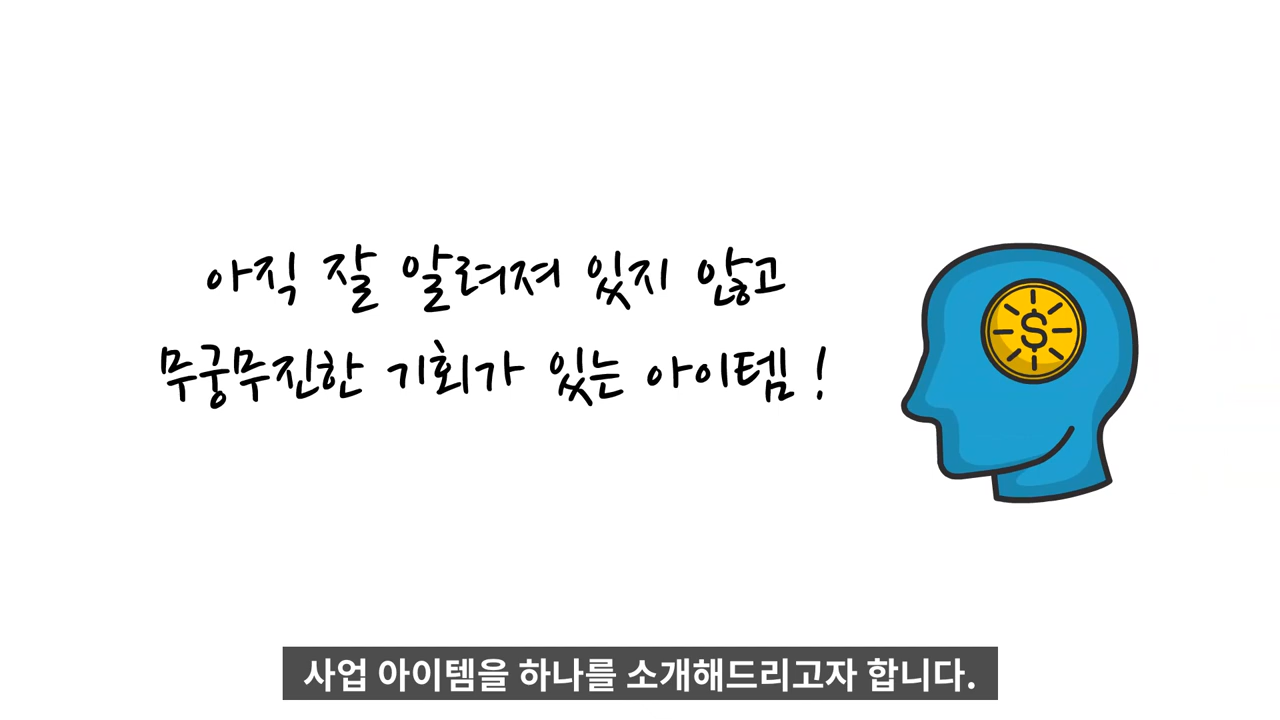 아직 잘 알려져 있지 않고
무궁무진한 기회가 있는 아이템!
$
사업 아이템을 하나를 소개해드리고자 합니다.